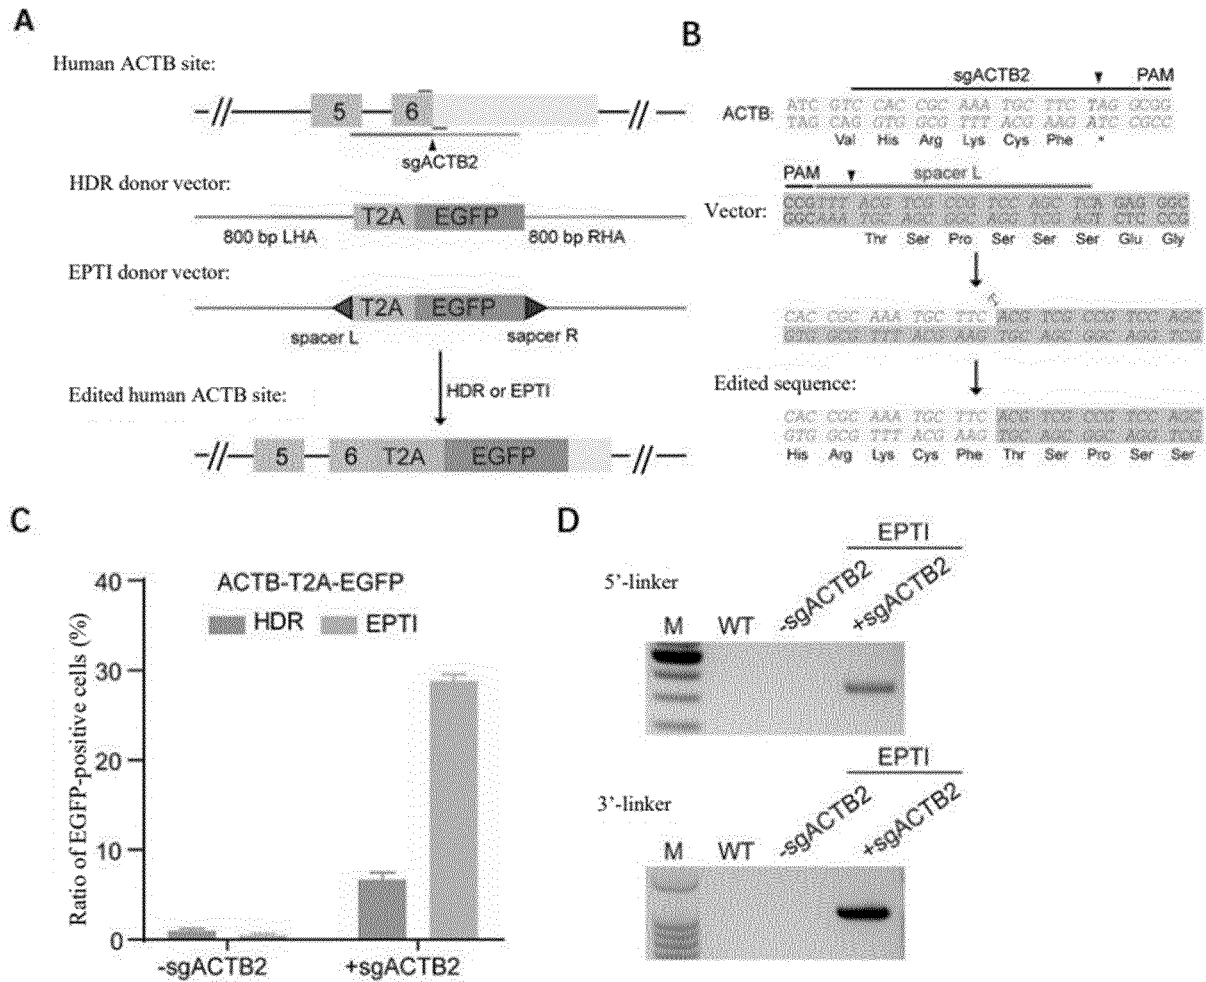 A
Human ACTB site:
5
6
sgACTB2
HDR donor vector:
T2A
EGFP
800 bp LHA
800 bp RHA
EPTI donor vector:
T2A
EGFP
spacer L
sapcer R
HDR or EPTI
Edited human ACTB site:
5
6
T2A
EGFP
B
sgACTB2
PAM
ACTB:
ATC GTC CAC CGC AAA TGC TTC TAG GCGG
TAG CAG GTG GCG TTT ACG AAG ATC CGCC
Val His Arg Lys Cys Phe *
PAM
spacer L
Vector:
CCGTTT ACG TCG CCG TCC AGC TCA GAG GGC
GGCAAA TGC AGC GGC AGG TCG CTC CCG
Thr Ser Pro Ser Ser Ser Glu Gly
CAC CGC AAA TGC TTC ACG TCG CCG TCC AGC
GTG GCG TTT ACG AAG TGC AGC GGC AGG TCG
Edited sequence:
CAC CGC AAA TGC TTC ACG TCG CCG TCC AGC
GTG GCG TTT ACG AAG TGC AGC GGC AGG TCG
His Arg Lys Cys Phe Thr Ser Pro Ser Ser
C
ACTB-T2A-EGFP
HDR
EPTI
Ratio of EGFP-positive cells (%)
40
30
20
10
0
-sgACTB2
+sgACTB2
D
5'-linker
EPTI
M
WT
-sgACTB2
+sgACTB2
3'-linker
EPTI
M
WT
-sgACTB2
+sgACTB2